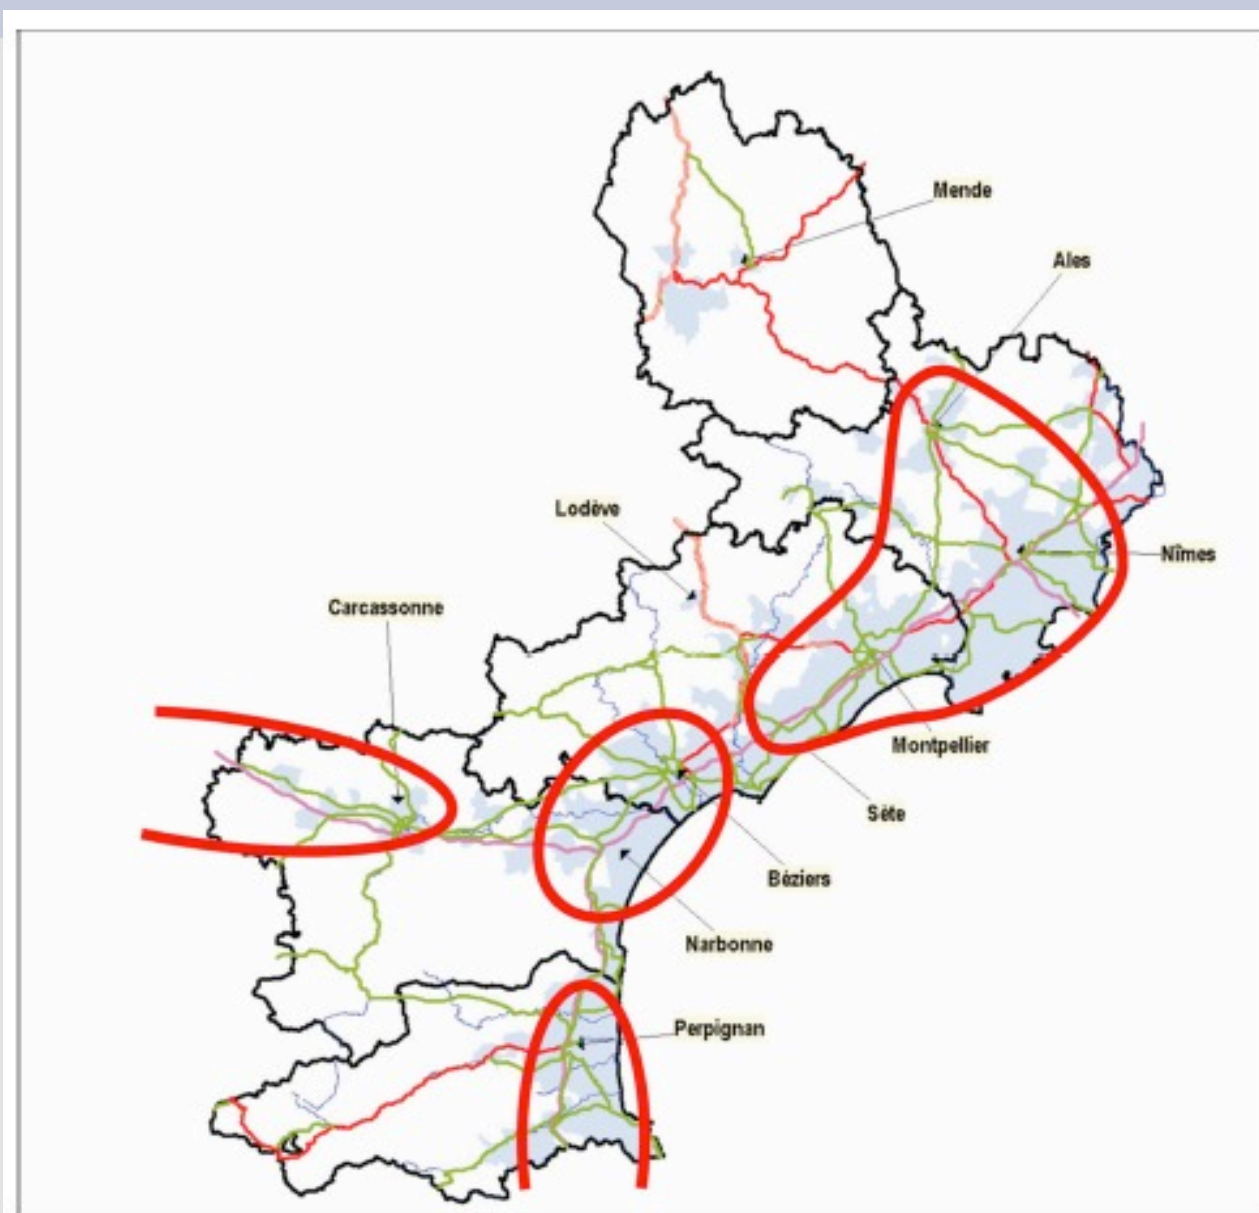 Mende
Ales
Lodève
Nîmes
Carcassonne
Montpellier
Sète
Béziers
Narbonne
Perpignan